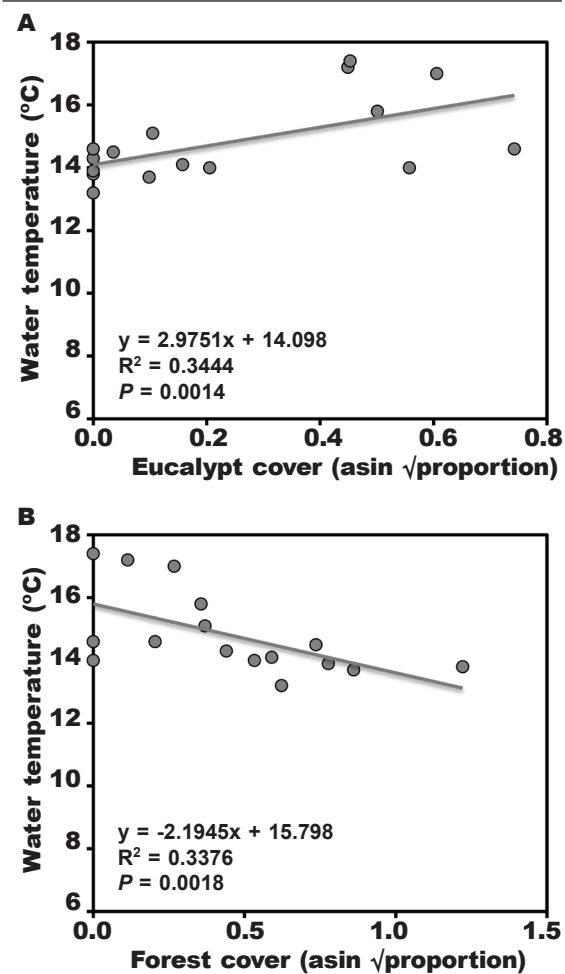 A
Water temperature (ºC)
18
16
14
12
10
8
6
y = 2.9751x + 14.098
R² = 0.3444
P = 0.0014
0.0 0.2 0.4 0.6 0.8
Eucalypt cover (asin √proportion)
B
Water temperature (ºC)
18
16
14
12
10
8
6
y = -2.1945x + 15.798
R² = 0.3376
P = 0.0018
0.0 0.5 1.0 1.5
Forest cover (asin √proportion)